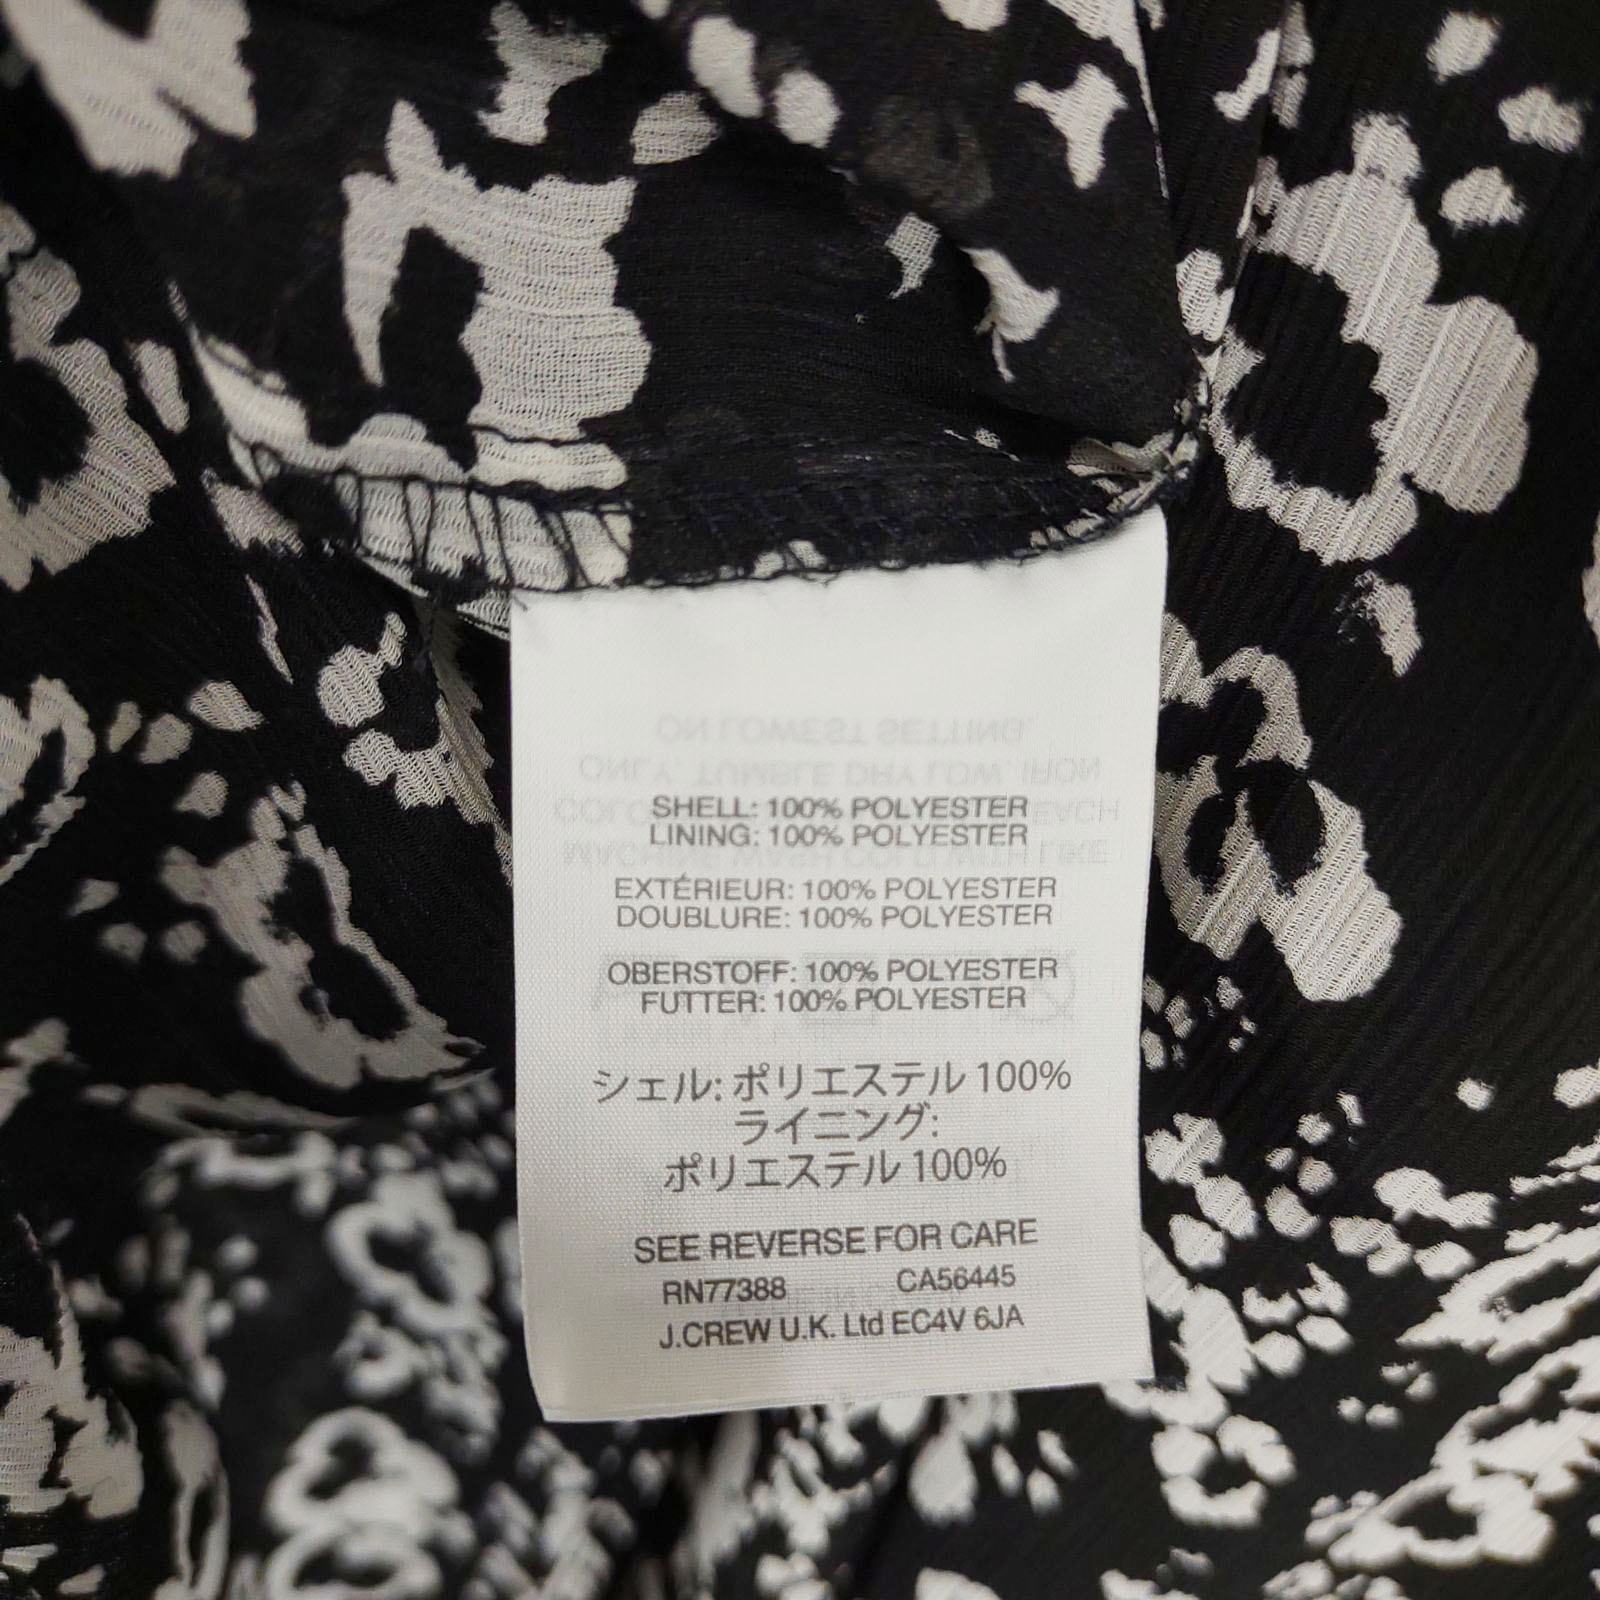 SHELL: 100% POLYESTER
LINING: 100% POLYESTER
EXTÉRIEUR: 100% POLYESTER
DOUBLURE: 100% POLYESTER
OBERSTOFF: 100% POLYESTER
FUTTER: 100% POLYESTER
シェル: ポリエステル 100%
ライニング:
ポリエステル 100%
SEE REVERSE FOR CARE
RN77388 CA56445
J.CREW U.K. Ltd EC4V 6JA